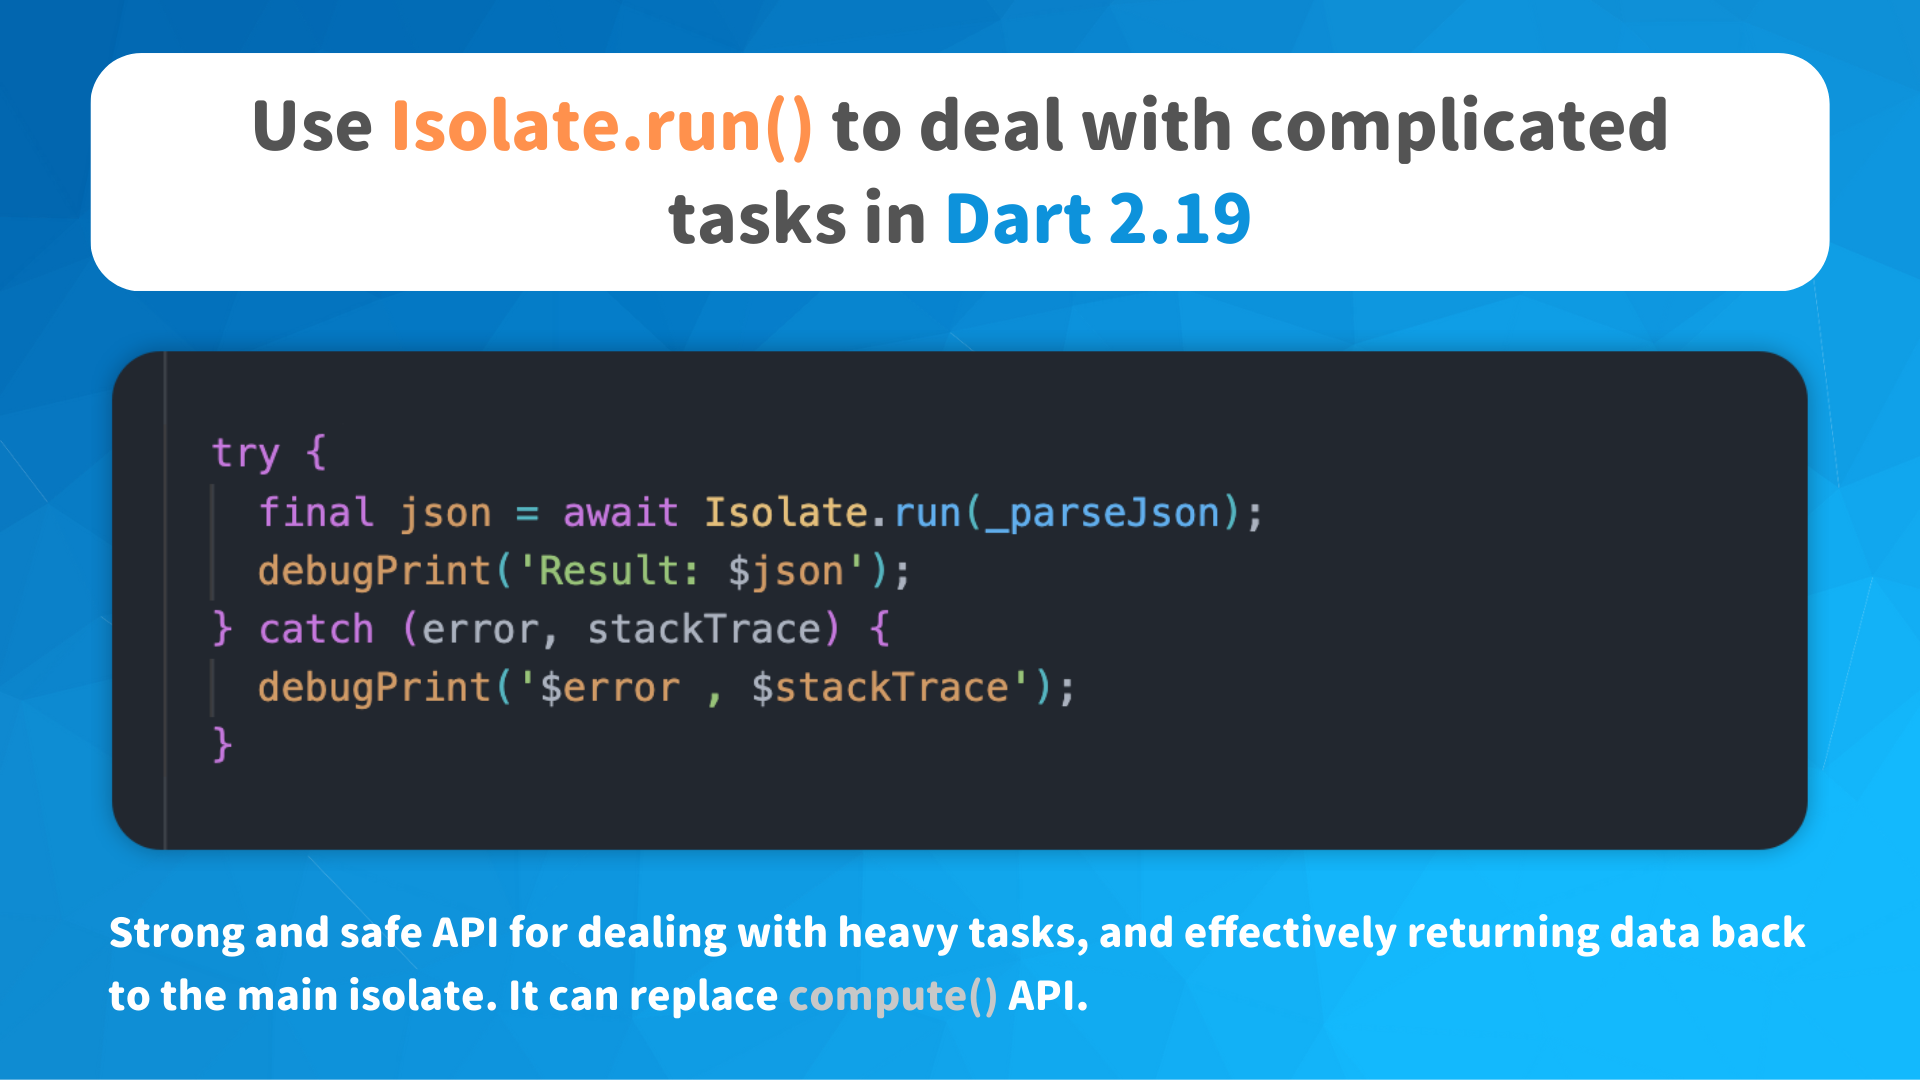 Use Isolate.run() to deal with complicated
tasks in Dart 2.19
try {
  final json = await Isolate.run(_parseJson);
  debugPrint('Result: $json');
} catch (error, stackTrace) {
  debugPrint('$error , $stackTrace');
}
Strong and safe API for dealing with heavy tasks, and effectively returning data back
to the main isolate. It can replace compute() API.